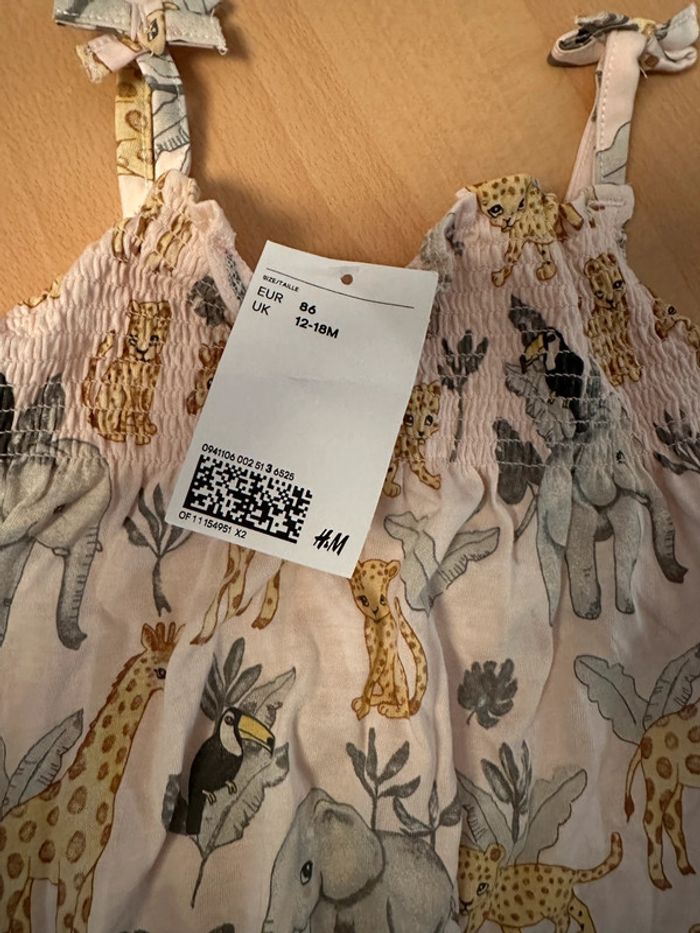 SIZE/TAILLE
EUR 86
UK 12-18M
0941106 002 51 3 6525
OF11154951 X2
H&M